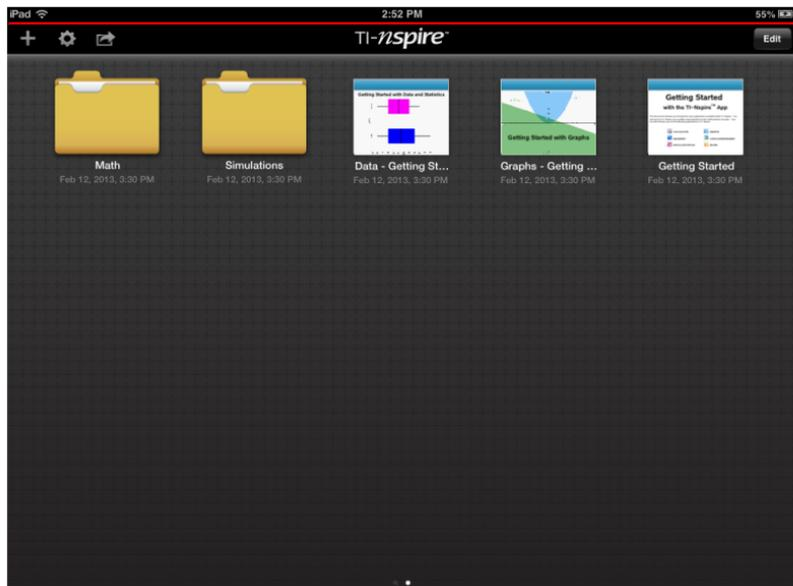 iPad 2:52 PM 55%
TI-nspire™ Edit
Getting Started with Data and Statistics
Getting Started with Graphs
Getting Started
with the TI-Nspire™ App
Math Simulations Data - Getting St... Graphs - Getting ... Getting Started
Feb 12, 2013, 3:30 PM Feb 12, 2013, 3:30 PM Feb 12, 2013, 3:30 PM Feb 12, 2013, 3:30 PM Feb 12, 2013, 3:30 PM